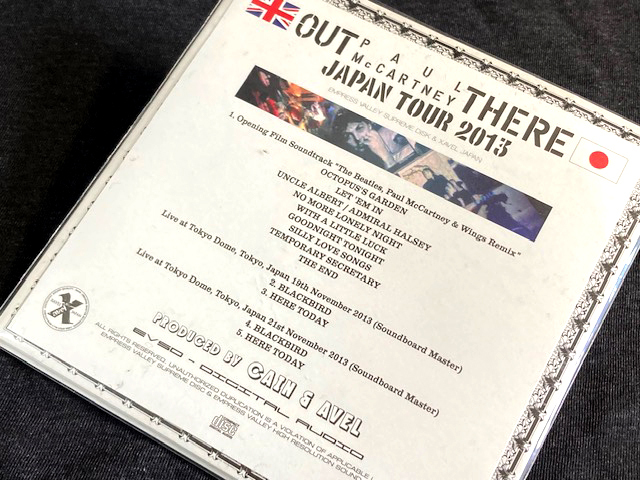 OUT THERE
PAUL McCARTNEY
JAPAN TOUR 2013
EMPRESS VALLEY SUPREME DISK & XAVEL JAPAN
1. Opening Film Soundtrack "The Beatles, Paul McCartney & Wings Remix"
OCTOPUS'S GARDEN
LET 'EM IN
UNCLE ALBERT / ADMIRAL HALSEY
NO MORE LONELY NIGHT
WITH A LITTLE LUCK
GOODNIGHT TONIGHT
SILLY LOVE SONGS
TEMPORARY SECRETARY
THE END
Live at Tokyo Dome, Tokyo, Japan 19th November 2013 (Soundboard Master)
2. BLACKBIRD
3. HERE TODAY
Live at Tokyo Dome, Tokyo, Japan 21st November 2013 (Soundboard Master)
4. BLACKBIRD
5. HERE TODAY
PRODUCED BY CAIN & AVEL
EVSD - DIGITAL AUDIO
ALL RIGHTS RESERVED. UNAUTHORIZED DUPLICATION IS A VIOLATION OF APPLICABLE
EMPRESS VALLEY SUPREME DISC & EMPRESS VALLEY HIGH RESOLUTION SOUND